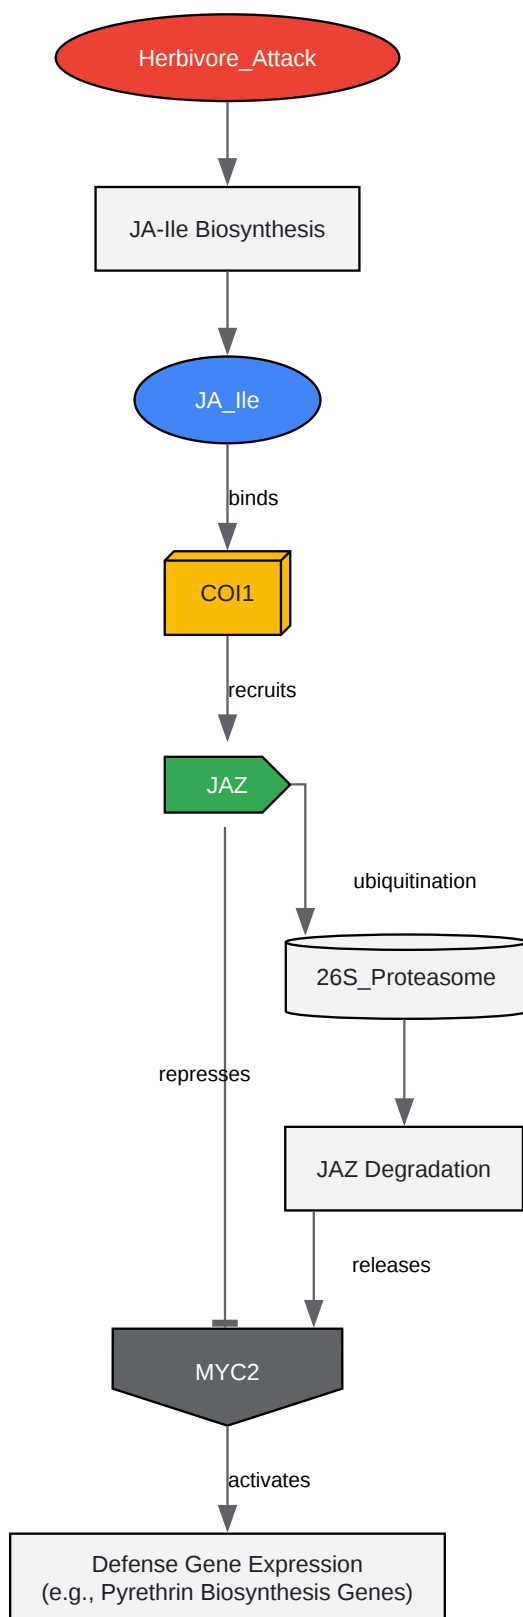 Herbivore_Attack
JA-Ile Biosynthesis
JA_Ile
binds
COI1
recruits
JAZ
ubiquitination
26S_Proteasome
represses
JAZ Degradation
releases
MYC2
activates
Defense Gene Expression
(e.g., Pyrethrin Biosynthesis Genes)